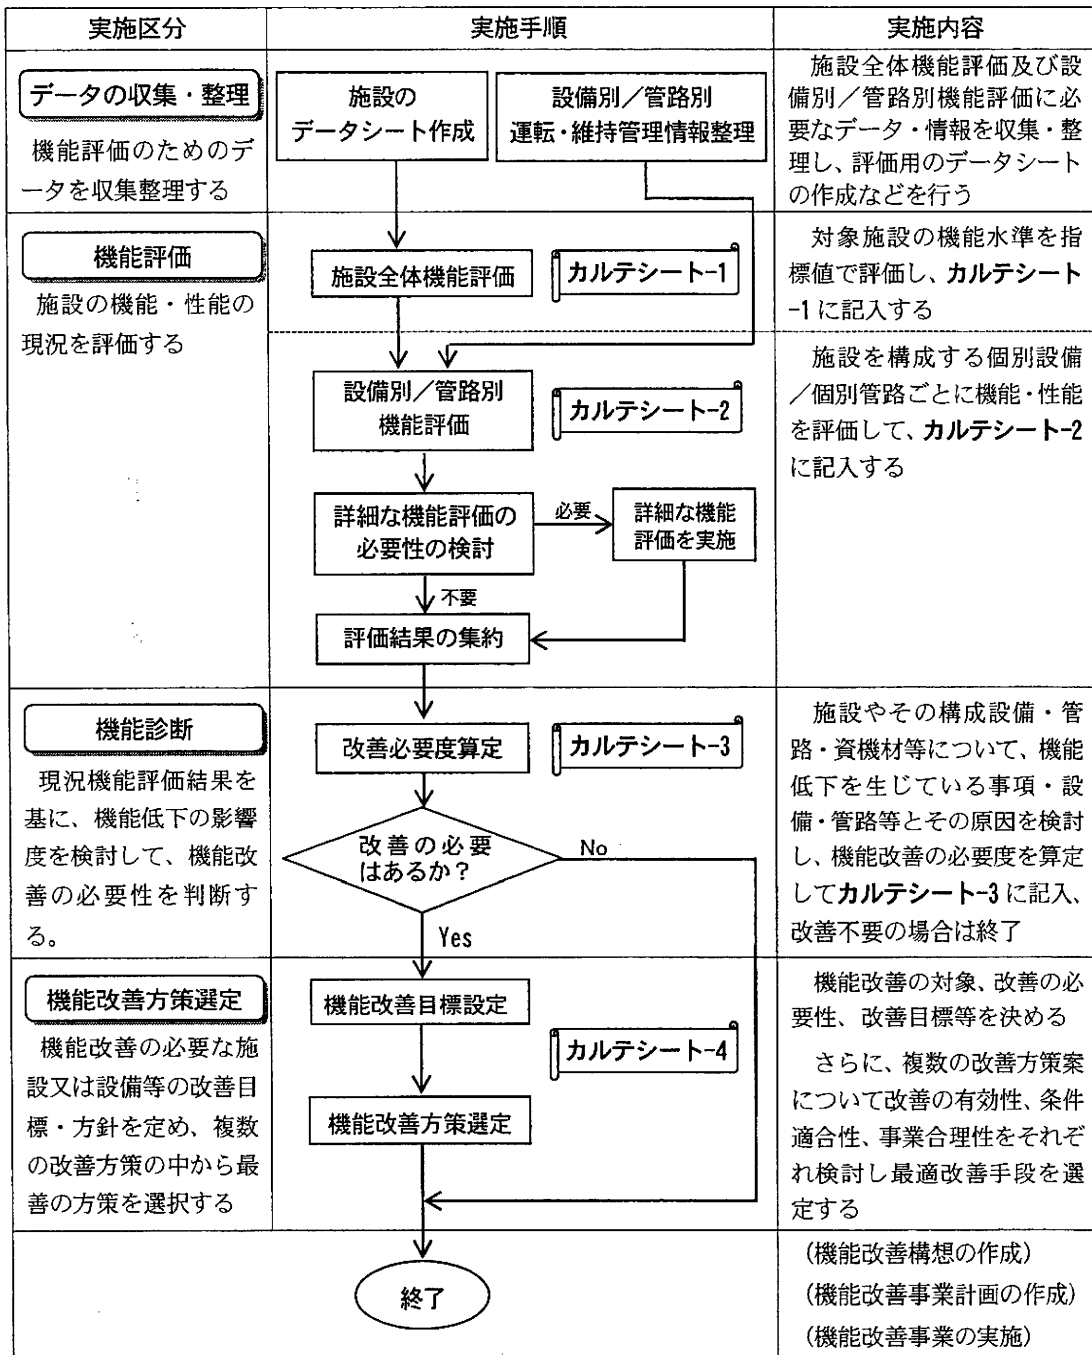 実施区分
実施手順
実施内容
データの収集・整理
機能評価のためのデ
ータを収集整理する
施設の
データシート作成
設備別／管路別
運転・維持管理情報整理
施設全体機能評価及び設
備別／管路別機能評価に必
要なデータ・情報を収集・整
理し、評価用のデータシート
の作成などを行う
機能評価
施設の機能・性能の
現況を評価する
施設全体機能評価
カルテシート-1
対象施設の機能水準を指
標値で評価し、カルテシート
-1に記入する
設備別／管路別
機能評価
カルテシート-2
施設を構成する個別設備
／個別管路ごとに機能・性能
を評価して、カルテシート-2
に記入する
詳細な機能評価の
必要性の検討
必要
詳細な機能
評価を実施
不要
評価結果の集約
機能診断
現況機能評価結果を
基に、機能低下の影響
度を検討して、機能改
善の必要性を判断す
る。
改善必要度算定
カルテシート-3
改善の必要
はあるか？
No
Yes
施設やその構成設備・管
路・資機材等について、機能
低下を生じている事項・設
備・管路等とその原因を検討
し、機能改善の必要度を算定
してカルテシート-3に記入、
改善不要の場合は終了
機能改善方策選定
機能改善の必要な施
設又は設備等の改善目
標・方針を定め、複数
の改善方策の中から最
善の方策を選択する
機能改善目標設定
カルテシート-4
機能改善方策選定
機能改善の対象、改善の必
要性、改善目標等を決める
さらに、複数の改善方策案
について改善の有効性、条件
適合性、事業合理性をそれぞ
れ検討し最適改善手段を選
定する
終了
（機能改善構想の作成）
（機能改善事業計画の作成）
（機能改善事業の実施）